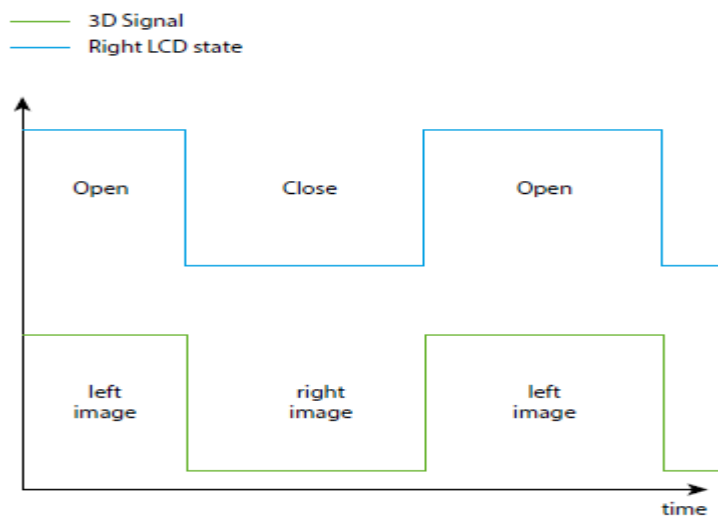 3D Signal
Right LCD state
Open
Close
Open
left
image
right
image
left
image
time